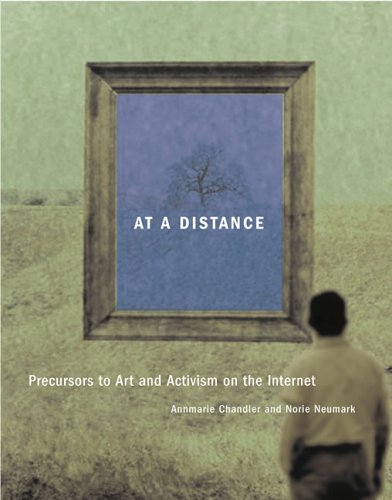 AT A DISTANCE
Precursors to Art and Activism on the Internet
Annmarie Chandler and Norie Neumark